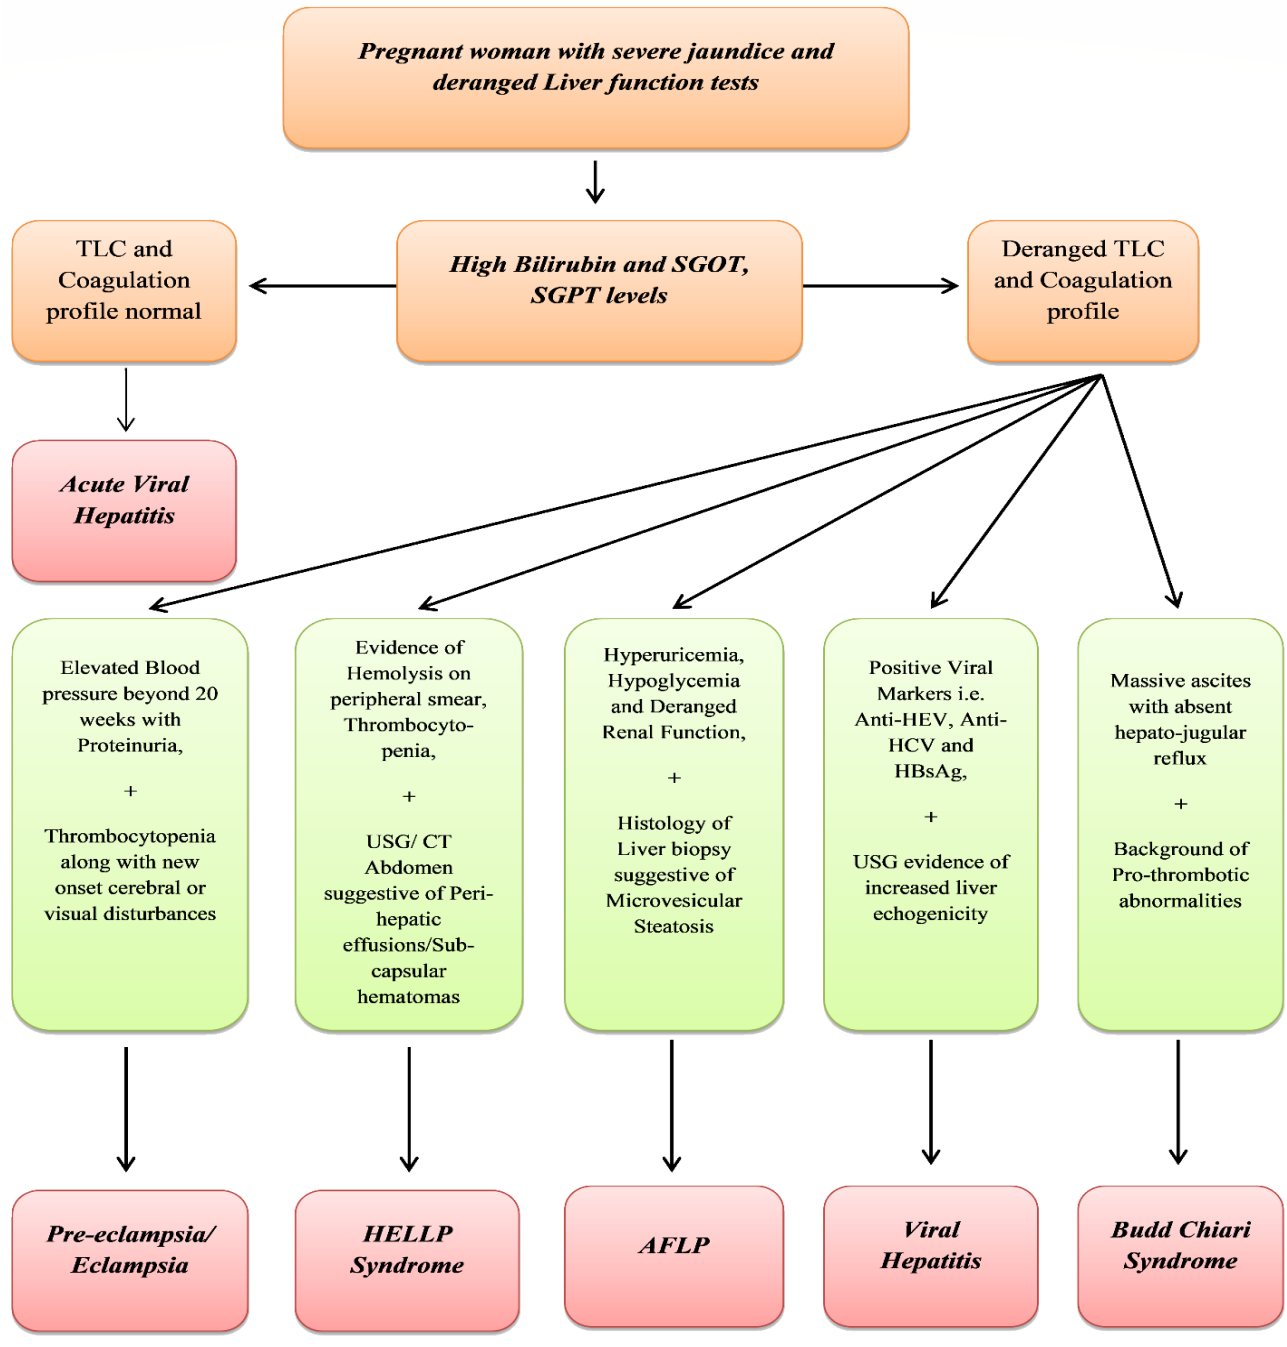 Pregnant woman with severe jaundice and
deranged Liver function tests
TLC and
Coagulation
profile normal
High Bilirubin and SGOT,
SGPT levels
Deranged TLC
and Coagulation
profile
Acute Viral
Hepatitis
Elevated Blood
pressure beyond 20
weeks with
Proteinuria,
+
Thrombocytopenia
along with new
onset cerebral or
visual disturbances
Evidence of
Hemolysis on
peripheral smear,
Thrombocyto-
penia,
+
USG/ CT
Abdomen
suggestive of Peri-
hepatic
effusions/Sub-
capsular
hematomas
Hyperuricemia,
Hypoglycemia
and Deranged
Renal Function,
+
Histology of
Liver biopsy
suggestive of
Microvesicular
Steatosis
Positive Viral
Markers i.e.
Anti-HEV, Anti-
HCV and
HBsAg,
+
USG evidence of
increased liver
echogenicity
Massive ascites
with absent
hepato-jugular
reflux
+
Background of
Pro-thrombotic
abnormalities
Pre-eclampsia/
Eclampsia
HELLP
Syndrome
AFLP
Viral
Hepatitis
Budd Chiari
Syndrome